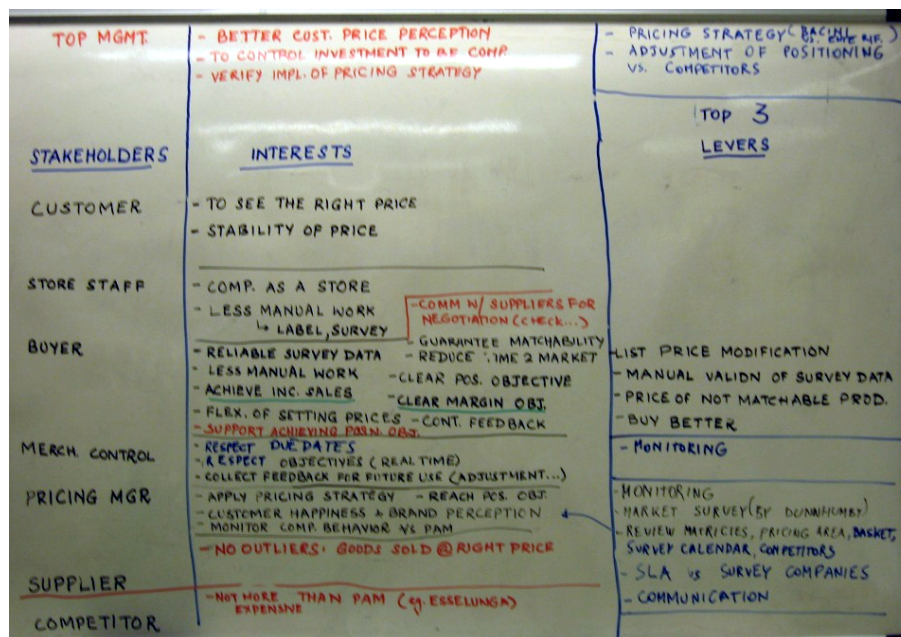 TOP MGMT.
- BETTER COST. PRICE PERCEPTION
- TO CONTROL INVESTMENT TO BE COMP.
- VERIFY IMPL. OF PRICING STRATEGY
- PRICING STRATEGY (
VS.
- ADJUSTMENT OF POSITIONING
VS. COMPETITORS
TOP 3
LEVERS
STAKEHOLDERS
INTERESTS
CUSTOMER
- TO SEE THE RIGHT PRICE
- STABILITY OF PRICE
STORE STAFF
- COMP. AS A STORE
- LESS MANUAL WORK
↳ LABEL, SURVEY
- COMM W/ SUPPLIERS FOR
NEGOTIATION (CHECK...)
BUYER
- RELIABLE SURVEY DATA
- LESS MANUAL WORK
- ACHIEVE INC. SALES
- FLEX. OF SETTING PRICES - CONT. FEEDBACK
- SUPPORT ACHIEVING POSN. OBJ.
- GUARANTEE MATCHABILITY
- REDUCE TIME 2 MARKET
- CLEAR POS. OBJECTIVE
- CLEAR MARGIN OBJ.
- LIST PRICE MODIFICATION
- MANUAL VALIDN OF SURVEY DATA
- PRICE OF NOT MATCHABLE PROD.
- BUY BETTER
MERCH. CONTROL
- RESPECT DUE DATES
- RESPECT OBJECTIVES (REAL TIME)
- COLLECT FEEDBACK FOR FUTURE USE (ADJUSTMENT...)
- MONITORING
PRICING MGR
- APPLY PRICING STRATEGY - REACH POS. OBJ.
- CUSTOMER HAPPINESS & BRAND PERCEPTION
- MONITOR COMP. BEHAVIOR VS PAM
- NO OUTLIERS: GOODS SOLD @ RIGHT PRICE
- MONITORING
- MARKET SURVEY (BY DUNNHUMBY)
- REVIEW MATRICIES, PRICING AREA, BASKET,
SURVEY CALENDAR, COMPETITORS
- SLA vs SURVEY COMPANIES
- COMMUNICATION
SUPPLIER
- NOT MORE THAN PAM (eg. ESSELUNGA)
EXPENSIVE
COMPETITOR